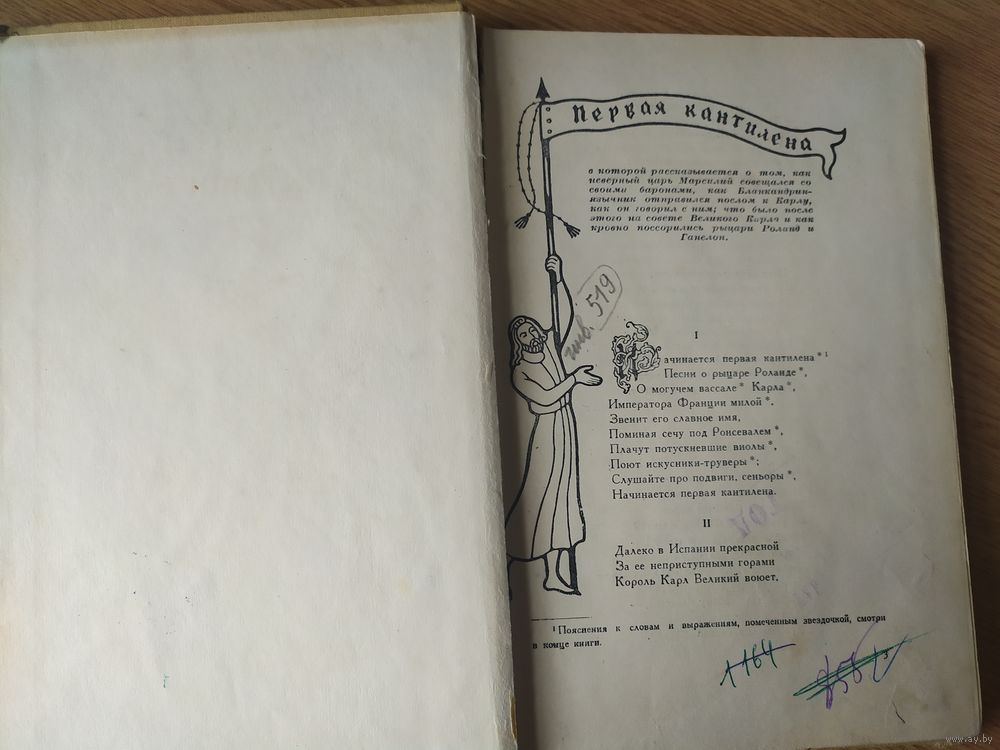 Первая кантилена
в которой рассказывается о том, как
неверный царь Марсилий совещался со
своими баронами, как Бланкандрин-
язычник отправился послом к Карлу,
как он говорил с ним; что было после
этого на совете Великого Карла и как
кровно поссорились рыцари Роланд и
Ганелон.
инв. 519
I
Начинается первая кантилена*¹
Песни о рыцаре Роланде*,
О могучем вассале* Карла*,
Императора Франции милой*.
Звенит его славное имя,
Поминая сечу под Ронсевалем*,
Плачут потускневшие виолы*,
Поют искусники-труверы*;
Слушайте про подвиги, сеньоры*,
Начинается первая кантилена.
II
Далеко в Испании прекрасной
За ее неприступными горами
Король Карл Великий воюет.
¹ Пояснения к словам и выражениям, помеченным звездочкой, смотри
в конце книги.
1164
3
www.ay.by